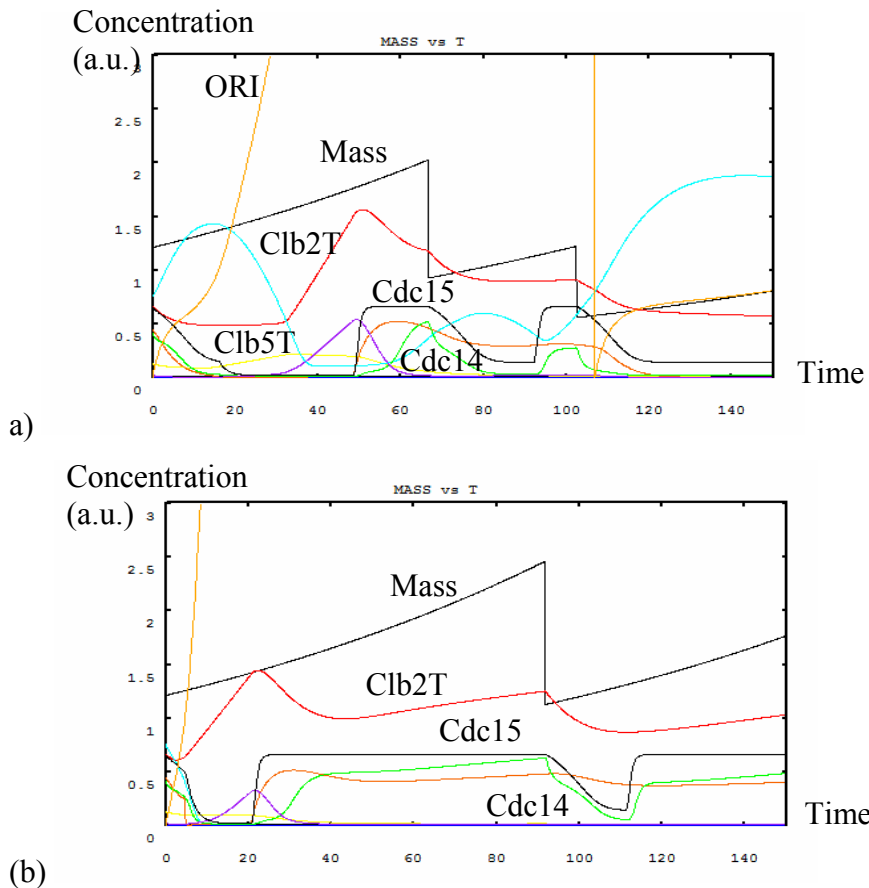 Concentration
(a.u.)
MASS vs T
3
ORI
2.5
Mass
2
1.5
Clb2T
1
Cdc15
0.5
Clb5T
Cdc14
0
Time
0 20 40 60 80 100 120 140
a)
Concentration
(a.u.)
MASS vs T
3
2.5
Mass
2
1.5
Clb2T
1
Cdc15
0.5
Cdc14
Time
0
0 20 40 60 80 100 120 140
(b)